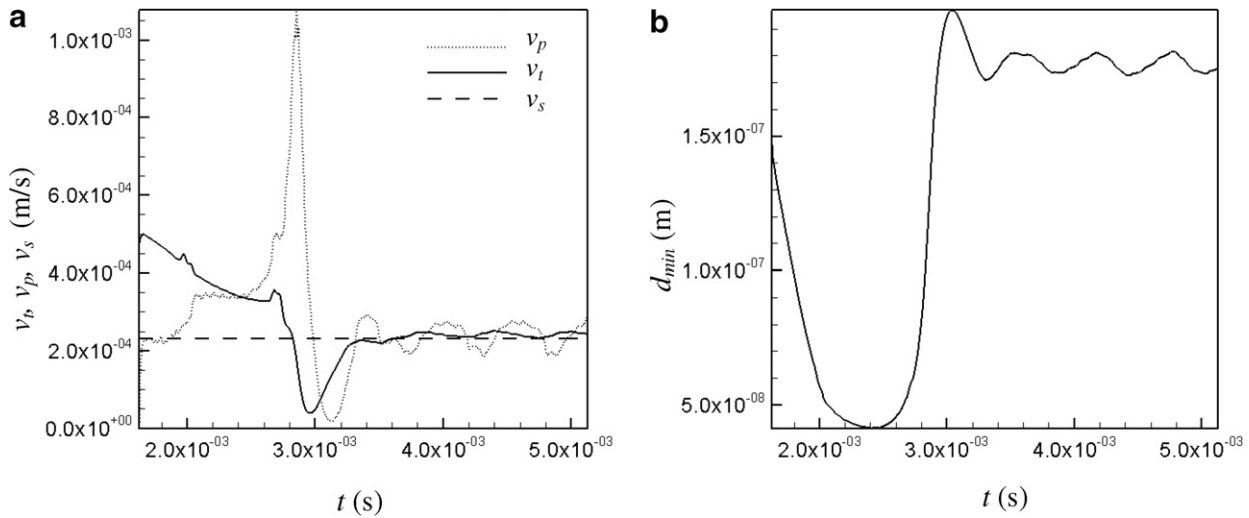 a
v_t, v_p, v_s (m/s)
1.0x10^-03
8.0x10^-04
6.0x10^-04
4.0x10^-04
2.0x10^-04
0.0x10^+00
v_p
v_t
v_s
2.0x10^-03 3.0x10^-03 4.0x10^-03 5.0x10^-03
t (s)
b
d_min (m)
1.5x10^-07
1.0x10^-07
5.0x10^-08
2.0x10^-03 3.0x10^-03 4.0x10^-03 5.0x10^-03
t (s)